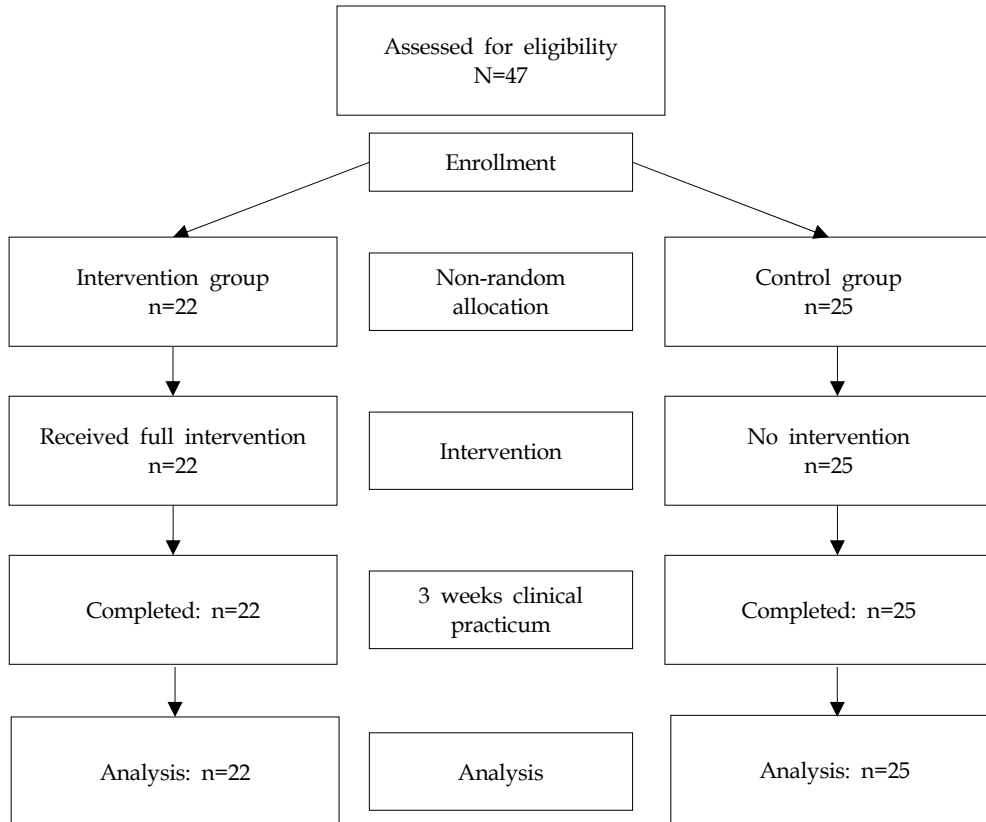 Assessed for eligibility
N=47
Enrollment
Intervention group
n=22
Non-random
allocation
Control group
n=25
Received full intervention
n=22
Intervention
No intervention
n=25
Completed: n=22
3 weeks clinical
practicum
Completed: n=25
Analysis: n=22
Analysis
Analysis: n=25